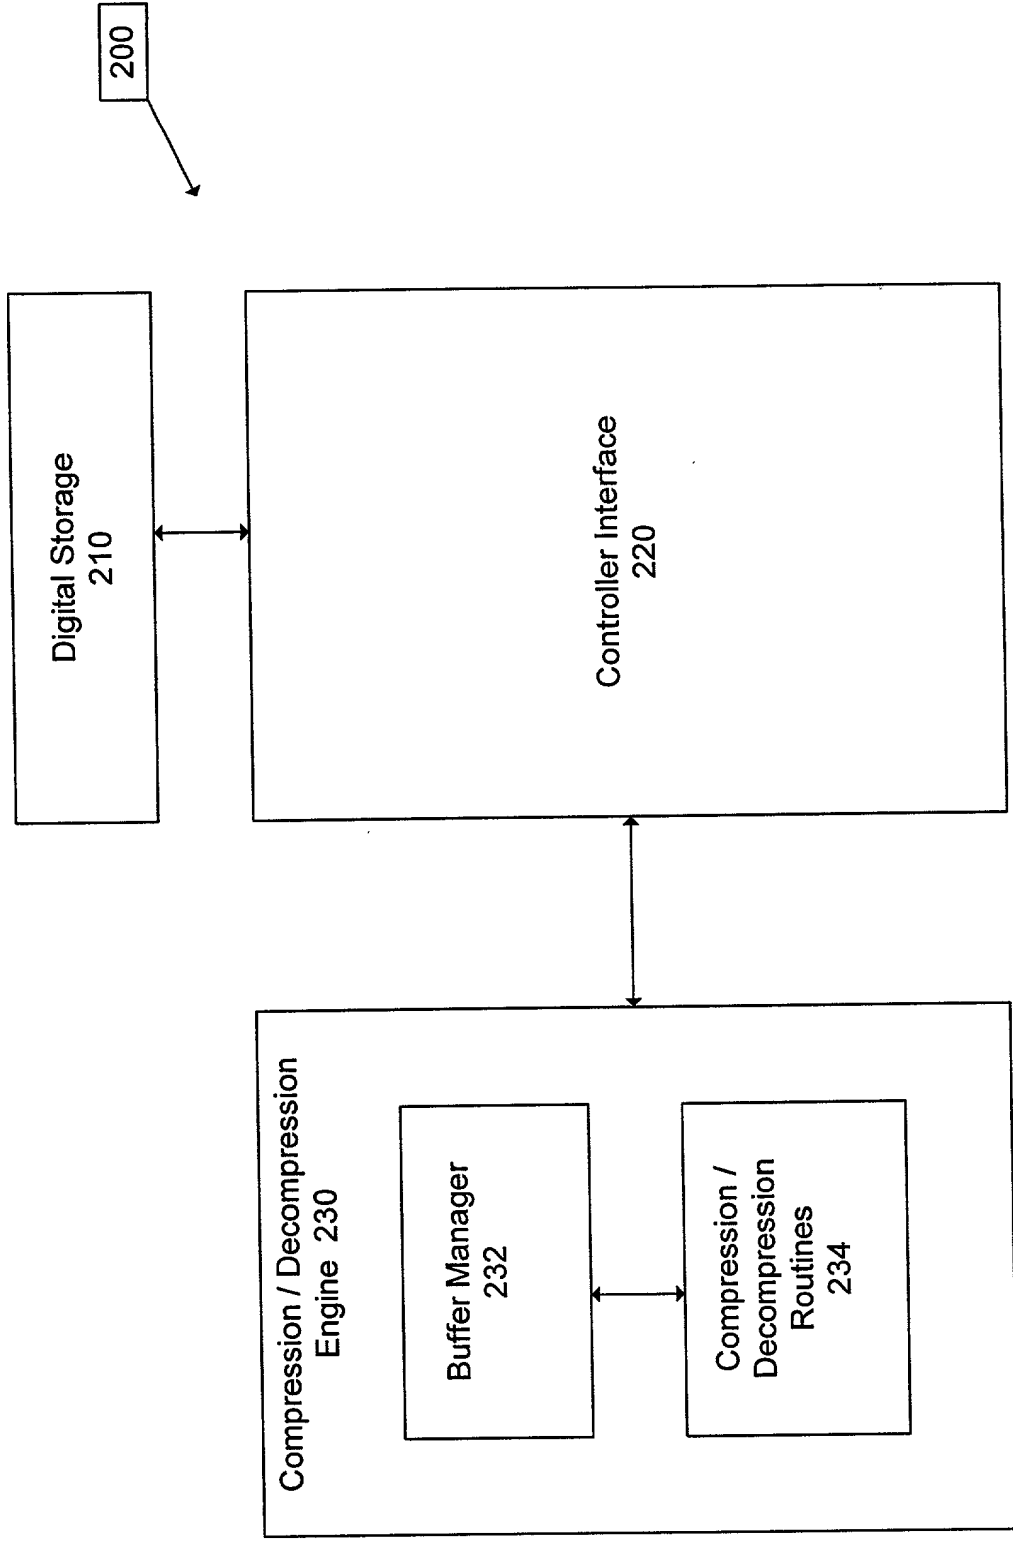 200
Digital Storage
210
Controller Interface
220
Compression / Decompression
Engine 230
Buffer Manager
232
Compression /
Decompression
Routines
234